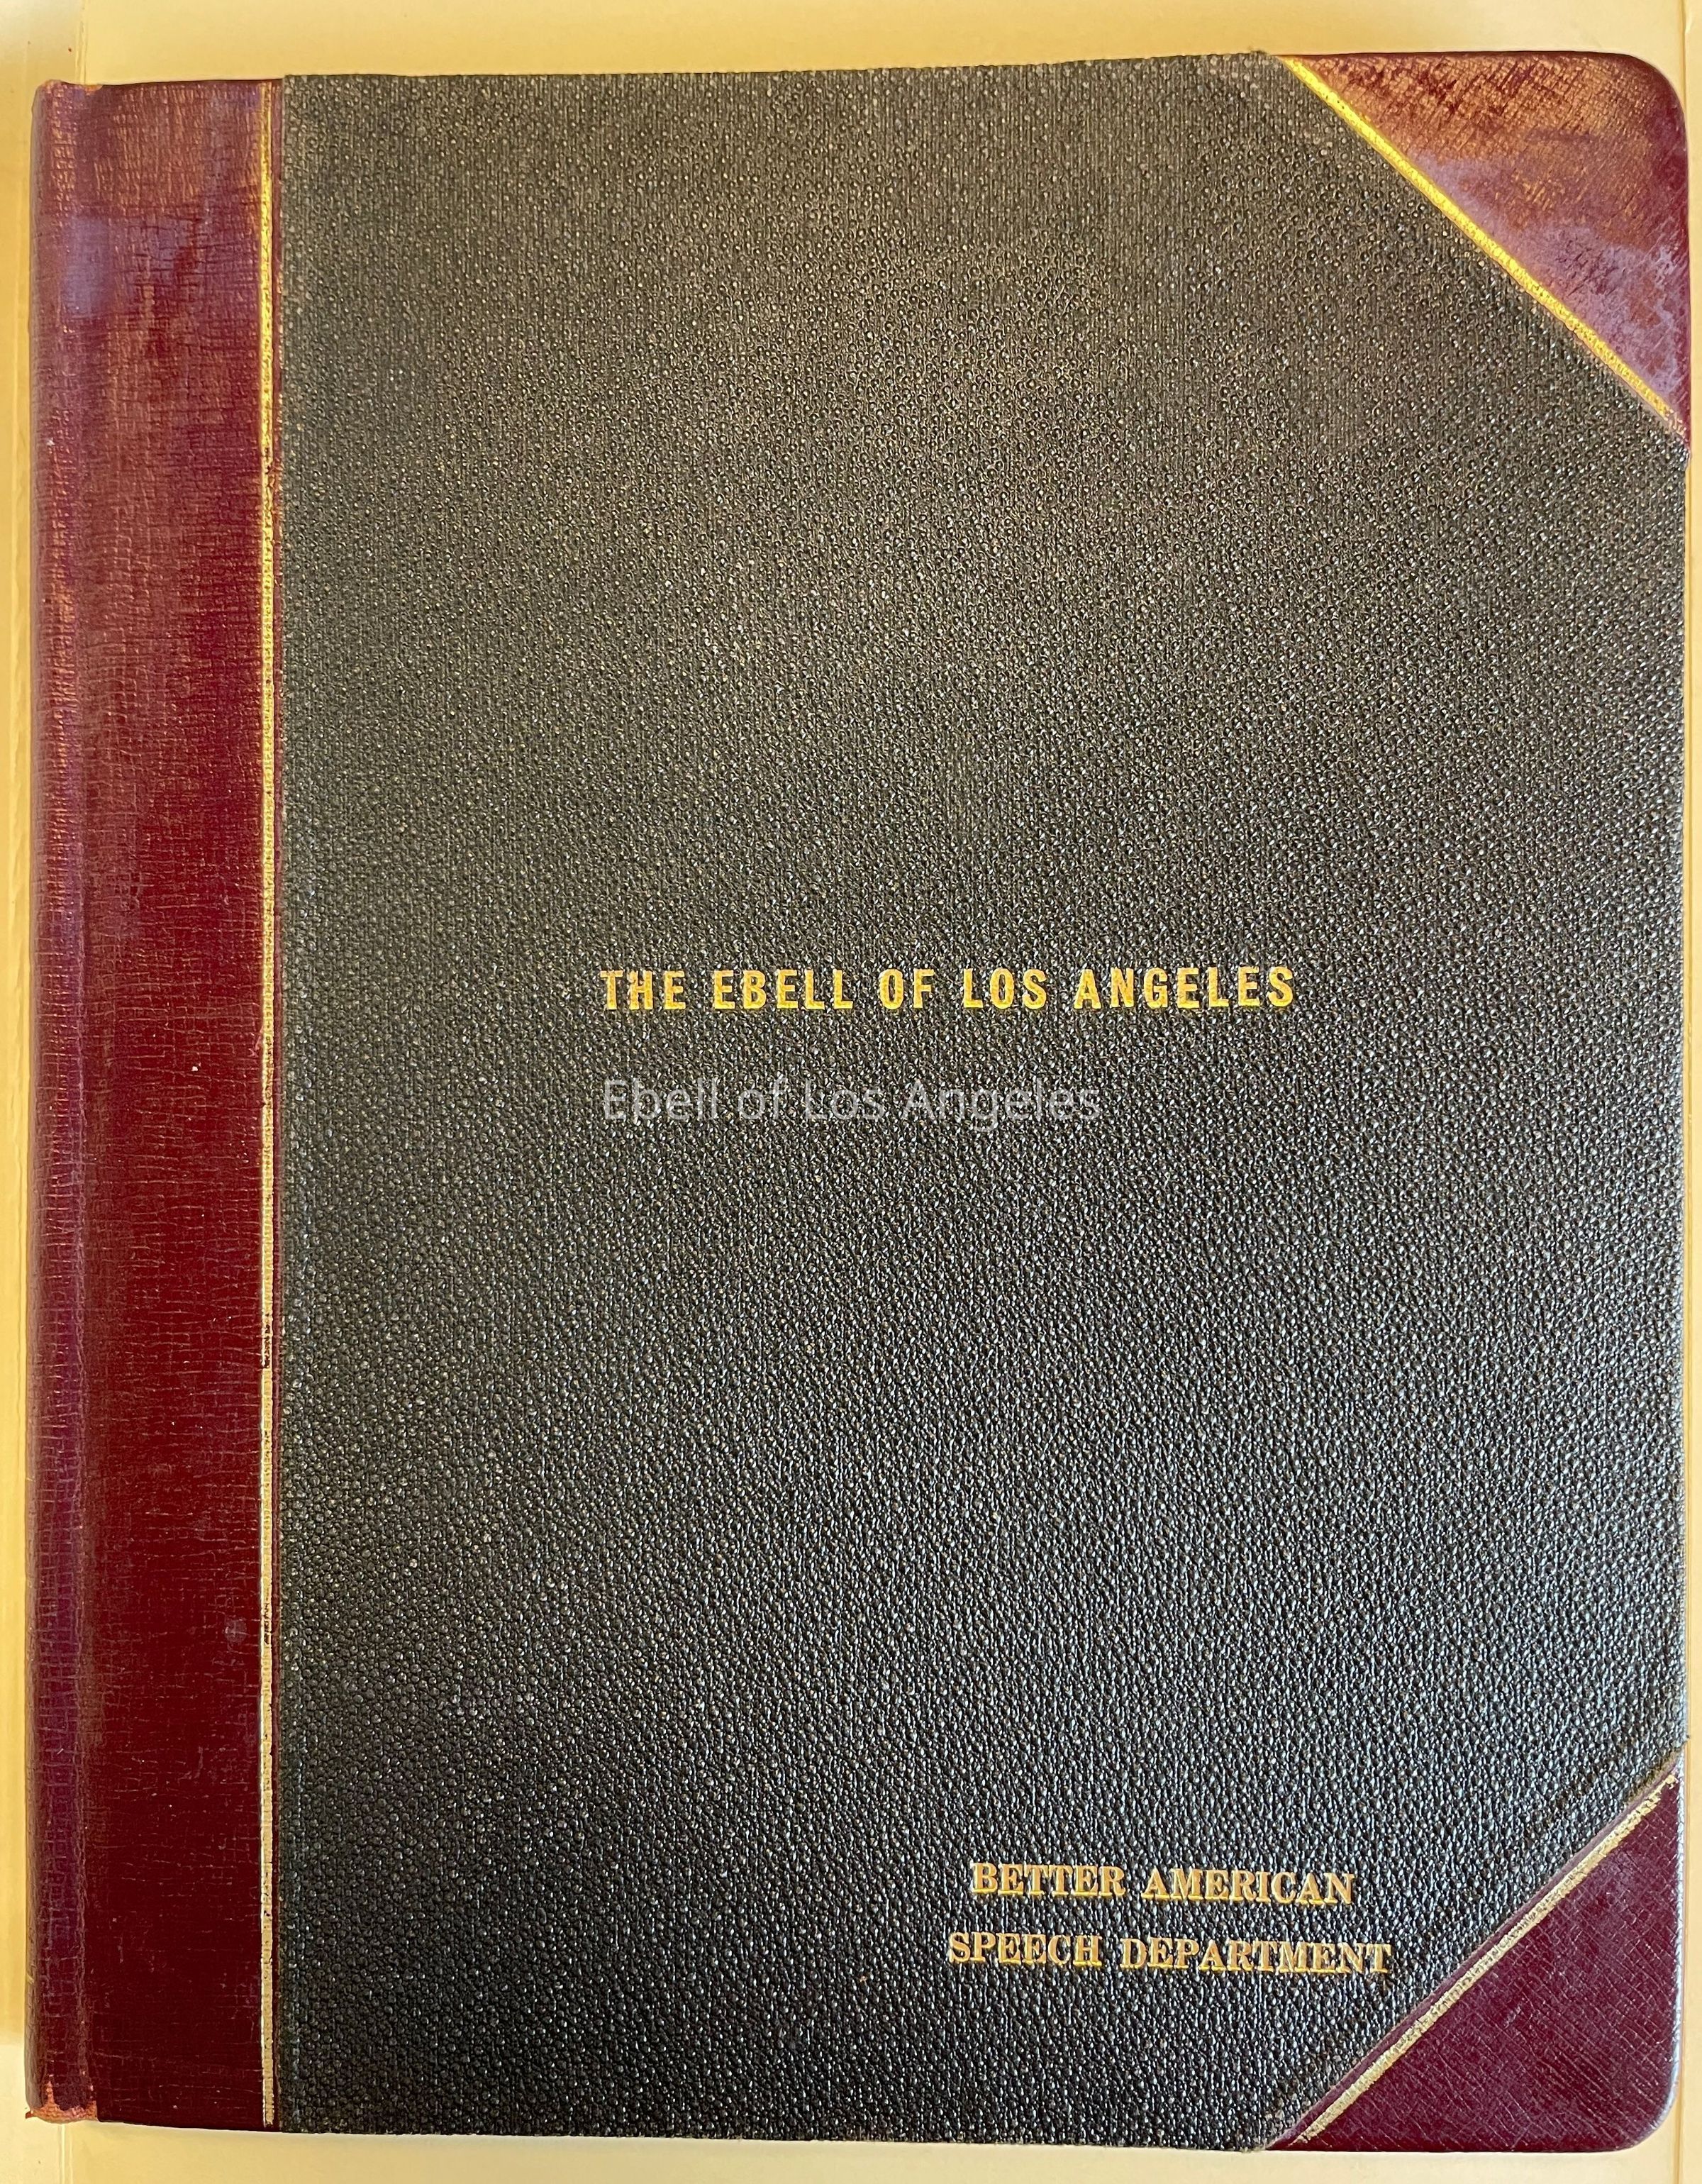 THE EBELL OF LOS ANGELES
Ebell of Los Angeles
BETTER AMERICAN
SPEECH DEPARTMENT